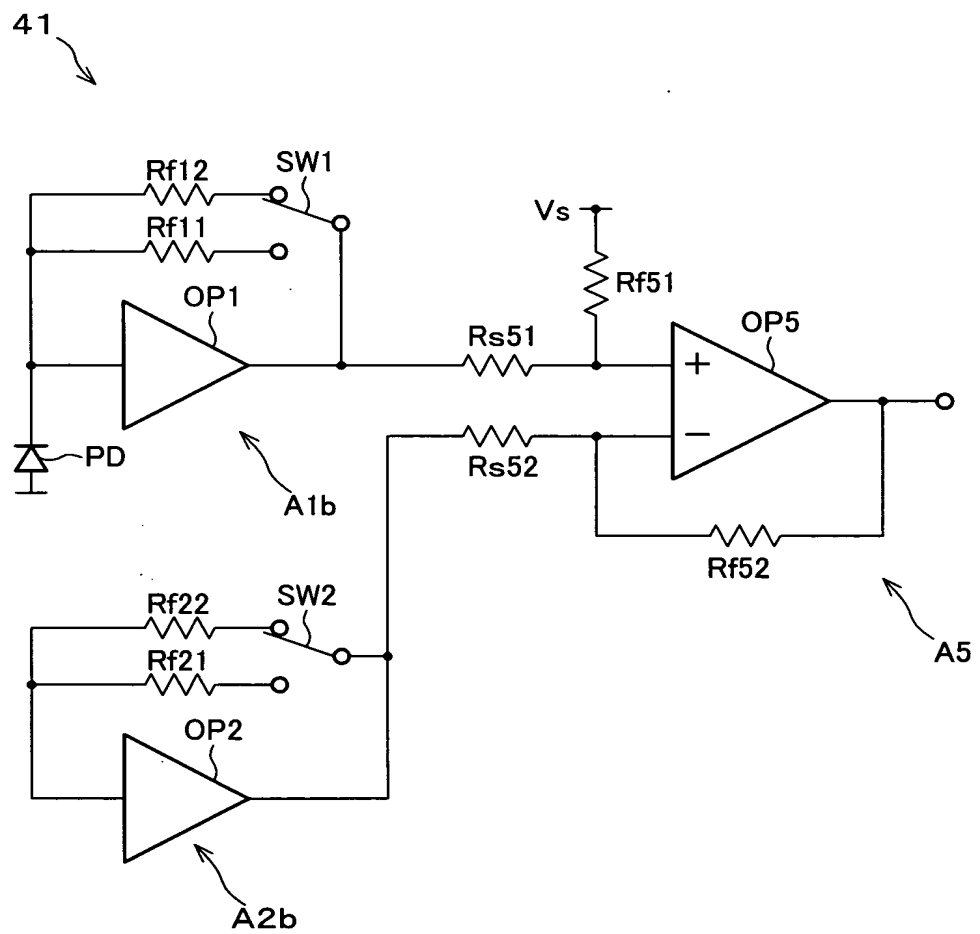 41
Rf12
SW1
Rf11
Vs
Rf51
OP1
OP5
Rs51
+
PD
Rs52
−
A1b
Rf52
Rf22
SW2
Rf21
A5
OP2
A2b